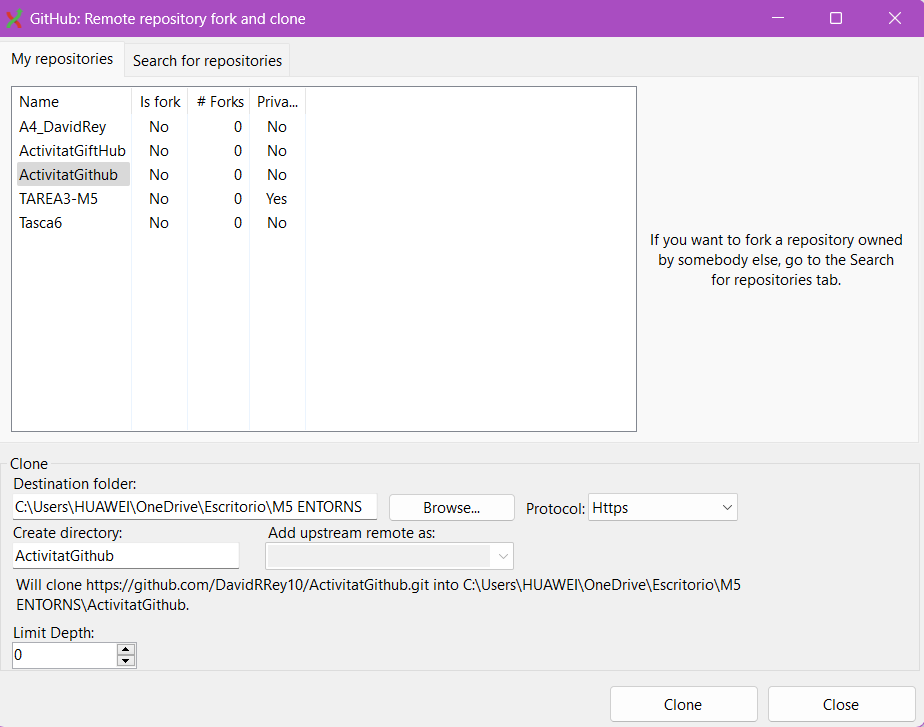 GitHub: Remote repository fork and clone
My repositories
Search for repositories
Name Is fork # Forks Priva...
A4_DavidRey No 0 No
ActivitatGiftHub No 0 No
ActivitatGithub No 0 No
TAREA3-M5 No 0 Yes
Tasca6 No 0 No
If you want to fork a repository owned
by somebody else, go to the Search
for repositories tab.
Clone
Destination folder:
C:\Users\HUAWEI\OneDrive\Escritorio\M5 ENTORNS
Browse...
Protocol: Https
Create directory:
Add upstream remote as:
ActivitatGithub
Will clone https://github.com/DavidRRey10/ActivitatGithub.git into C:\Users\HUAWEI\OneDrive\Escritorio\M5
ENTORNS\ActivitatGithub.
Limit Depth:
0
Clone
Close